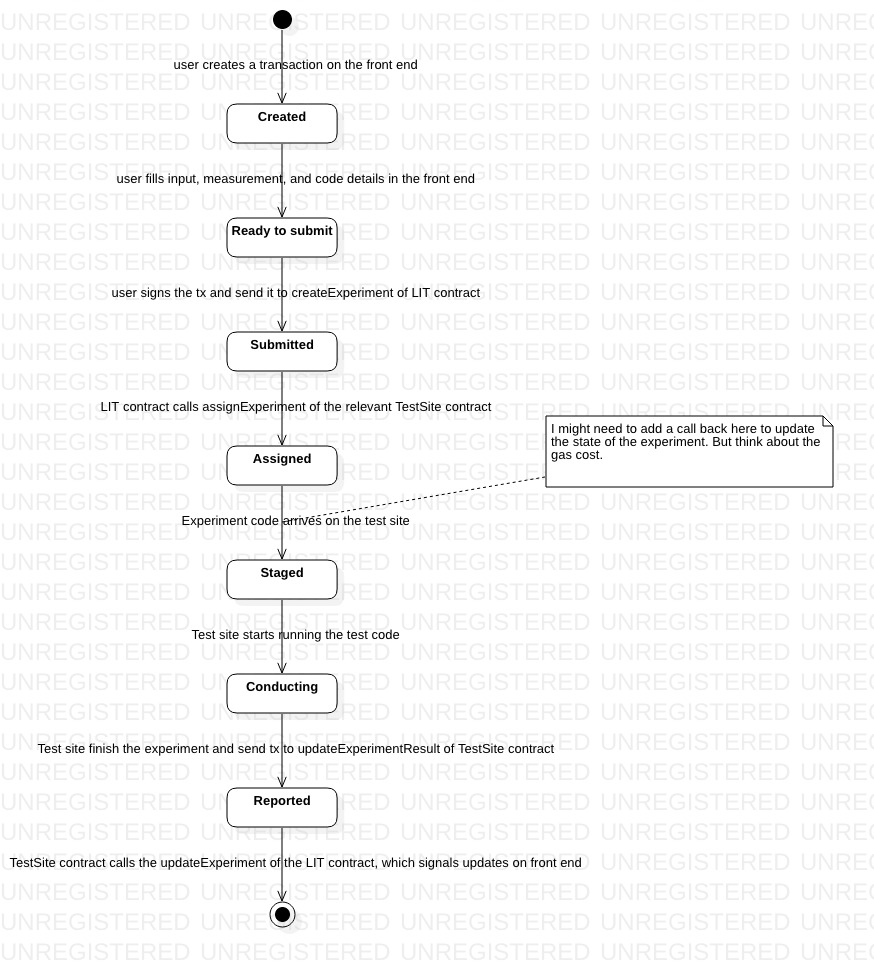 user creates a transaction on the front end
Created
user fills input, measurement, and code details in the front end
Ready to submit
user signs the tx and send it to createExperiment of LIT contract
Submitted
LIT contract calls assignExperiment of the relevant TestSite contract
I might need to add a call back here to update
the state of the experiment. But think about the
gas cost.
Assigned
Experiment code arrives on the test site
Staged
Test site starts running the test code
Conducting
Test site finish the experiment and send tx to updateExperimentResult of TestSite contract
Reported
TestSite contract calls the updateExperiment of the LIT contract, which signals updates on front end